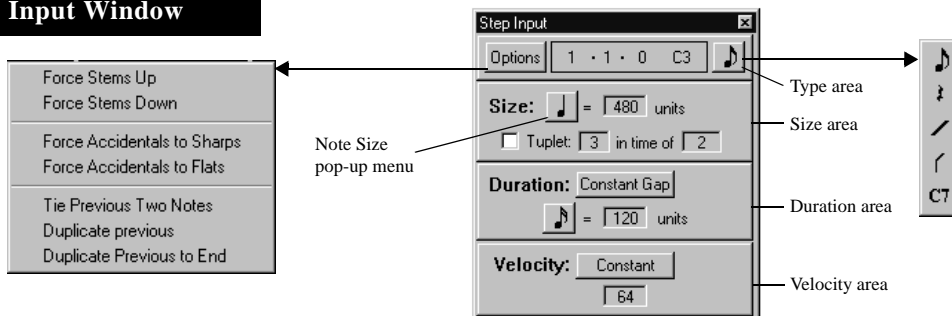 Input Window
Force Stems Up
Force Stems Down
Force Accidentals to Sharps
Force Accidentals to Flats
Tie Previous Two Notes
Duplicate previous
Duplicate Previous to End
Note Size
pop-up menu
Step Input
Options 1 · 1 · 0 C3
Size: = 480 units
Tuplet: 3 in time of 2
Duration: Constant Gap
= 120 units
Velocity: Constant
64
Type area
Size area
Duration area
Velocity area
C7